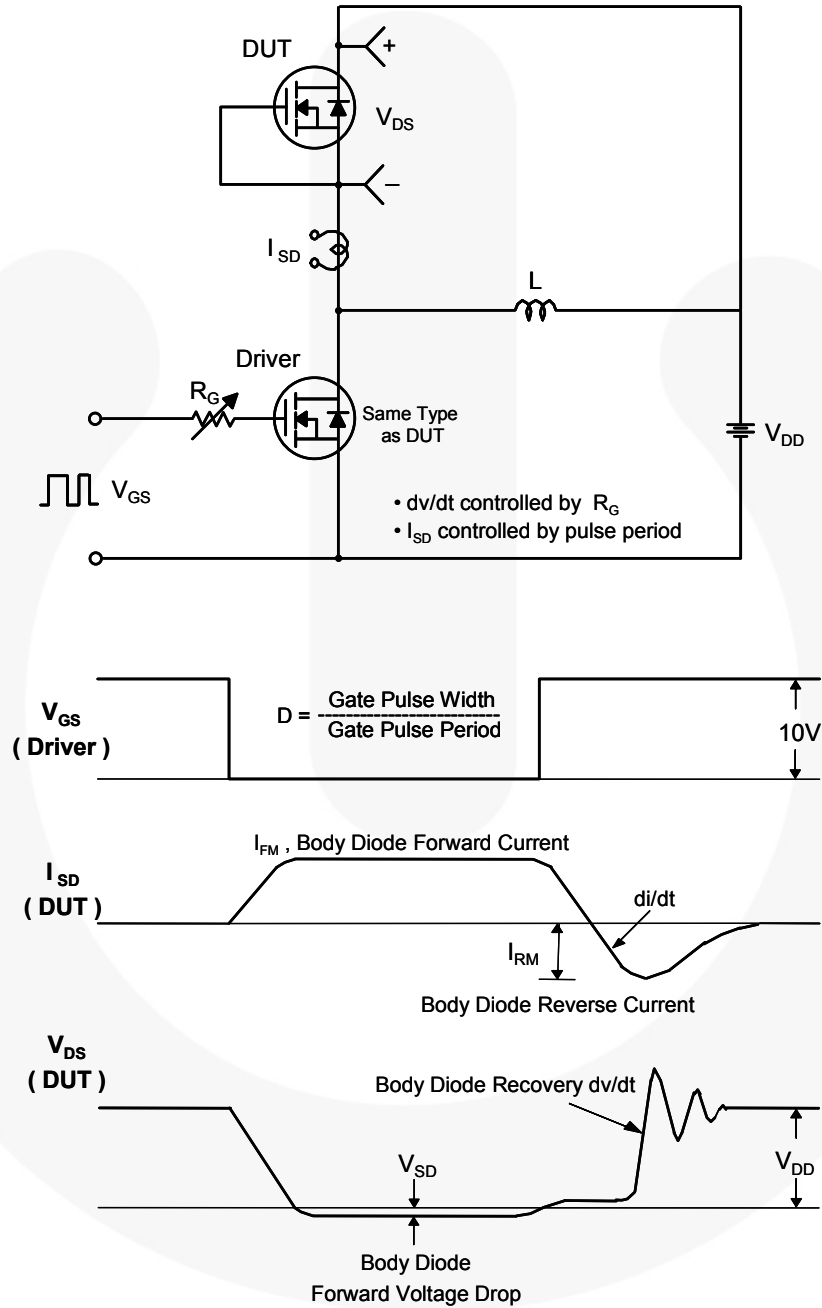 DUT
+
V_DS
−
I_SD
L
Driver
R_G
Same Type
as DUT
V_DD
V_GS
• dv/dt controlled by R_G
• I_SD controlled by pulse period
V_GS
( Driver )
D = Gate Pulse Width
Gate Pulse Period
10V
I_FM , Body Diode Forward Current
I_SD
( DUT )
di/dt
I_RM
Body Diode Reverse Current
V_DS
( DUT )
Body Diode Recovery dv/dt
V_SD
V_DD
Body Diode
Forward Voltage Drop